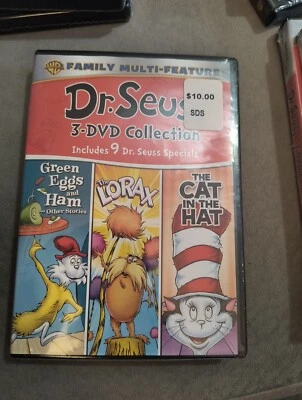 WB FAMILY MULTI-FEATURE
Dr. Seuss
$10.00
SDS
3-DVD Collection
Includes 9 Dr. Seuss Specials
Green
Eggs
and
Ham
and Other Stories
THE LORAX
THE
CAT
IN THE
HAT